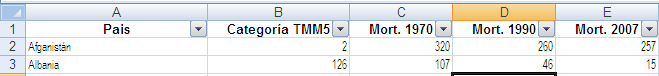 A B C D E
1 País Categoría TMM5 Mort. 1970 Mort. 1990 Mort. 2007
2 Afganistán 2 320 260 257
3 Albania 126 107 46 15